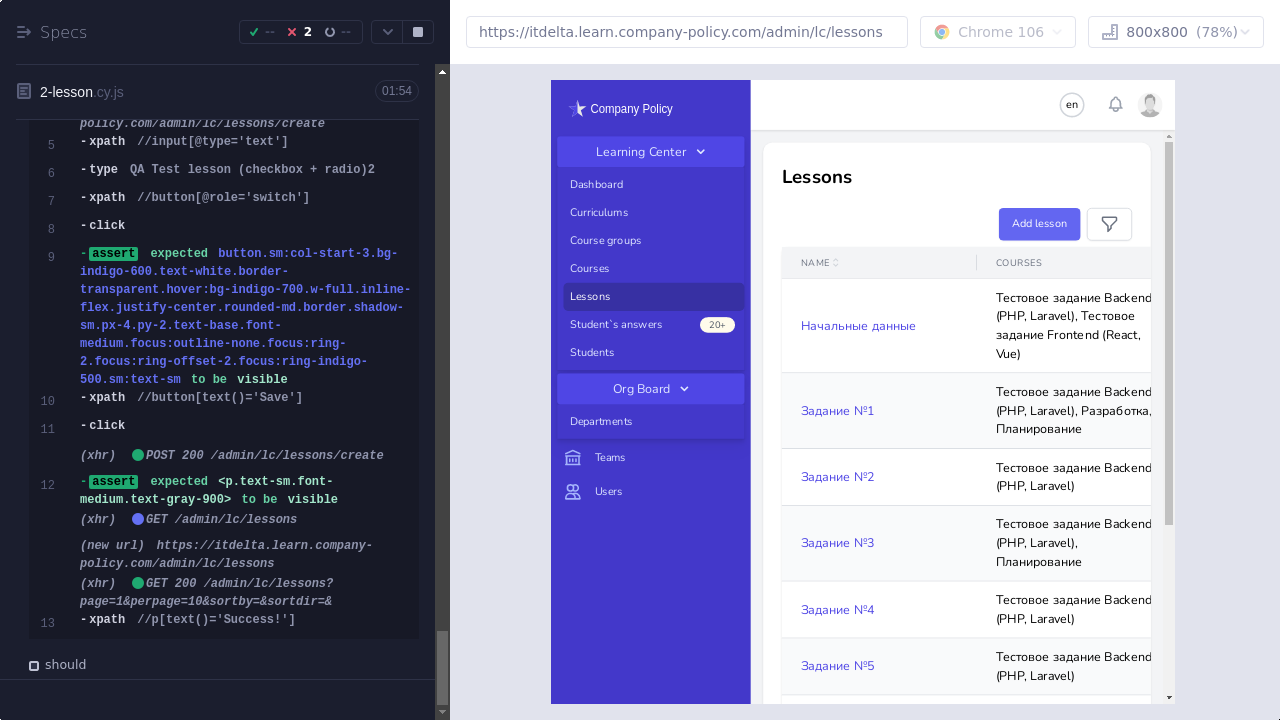 Specs
--
2
--
2-lesson.cy.js
01:54
policy.com/admin/lc/lessons/create
5 -xpath //input[@type='text']
6 -type QA Test lesson (checkbox + radio)2
7 -xpath //button[@role='switch']
8 -click
9 -assert expected button.sm:col-start-3.bg-
indigo-600.text-white.border-
transparent.hover:bg-indigo-700.w-full.inline-
flex.justify-center.rounded-md.border.shadow-
sm.px-4.py-2.text-base.font-
medium.focus:outline-none.focus:ring-
2.focus:ring-offset-2.focus:ring-indigo-
500.sm:text-sm to be visible
10 -xpath //button[text()='Save']
11 -click
(xhr) POST 200 /admin/lc/lessons/create
12 -assert expected <p.text-sm.font-
medium.text-gray-900> to be visible
(xhr) GET /admin/lc/lessons
(new url) https://itdelta.learn.company-
policy.com/admin/lc/lessons
(xhr) GET 200 /admin/lc/lessons?
page=1&perpage=10&sortby=&sortdir=&
13 -xpath //p[text()='Success!']
should
https://itdelta.learn.company-policy.com/admin/lc/lessons
Chrome 106
800x800 (78%)
Company Policy
Learning Center
Dashboard
Curriculums
Course groups
Courses
Lessons
Student`s answers 20+
Students
Org Board
Departments
Teams
Users
en
Lessons
Add lesson
NAME COURSES
Начальные данные
Тестовое задание Backend
(PHP, Laravel), Тестовое
задание Frontend (React,
Vue)
Задание №1
Тестовое задание Backend
(PHP, Laravel), Разработка,
Планирование
Задание №2
Тестовое задание Backend
(PHP, Laravel)
Задание №3
Тестовое задание Backend
(PHP, Laravel),
Планирование
Задание №4
Тестовое задание Backend
(PHP, Laravel)
Задание №5
Тестовое задание Backend
(PHP, Laravel)